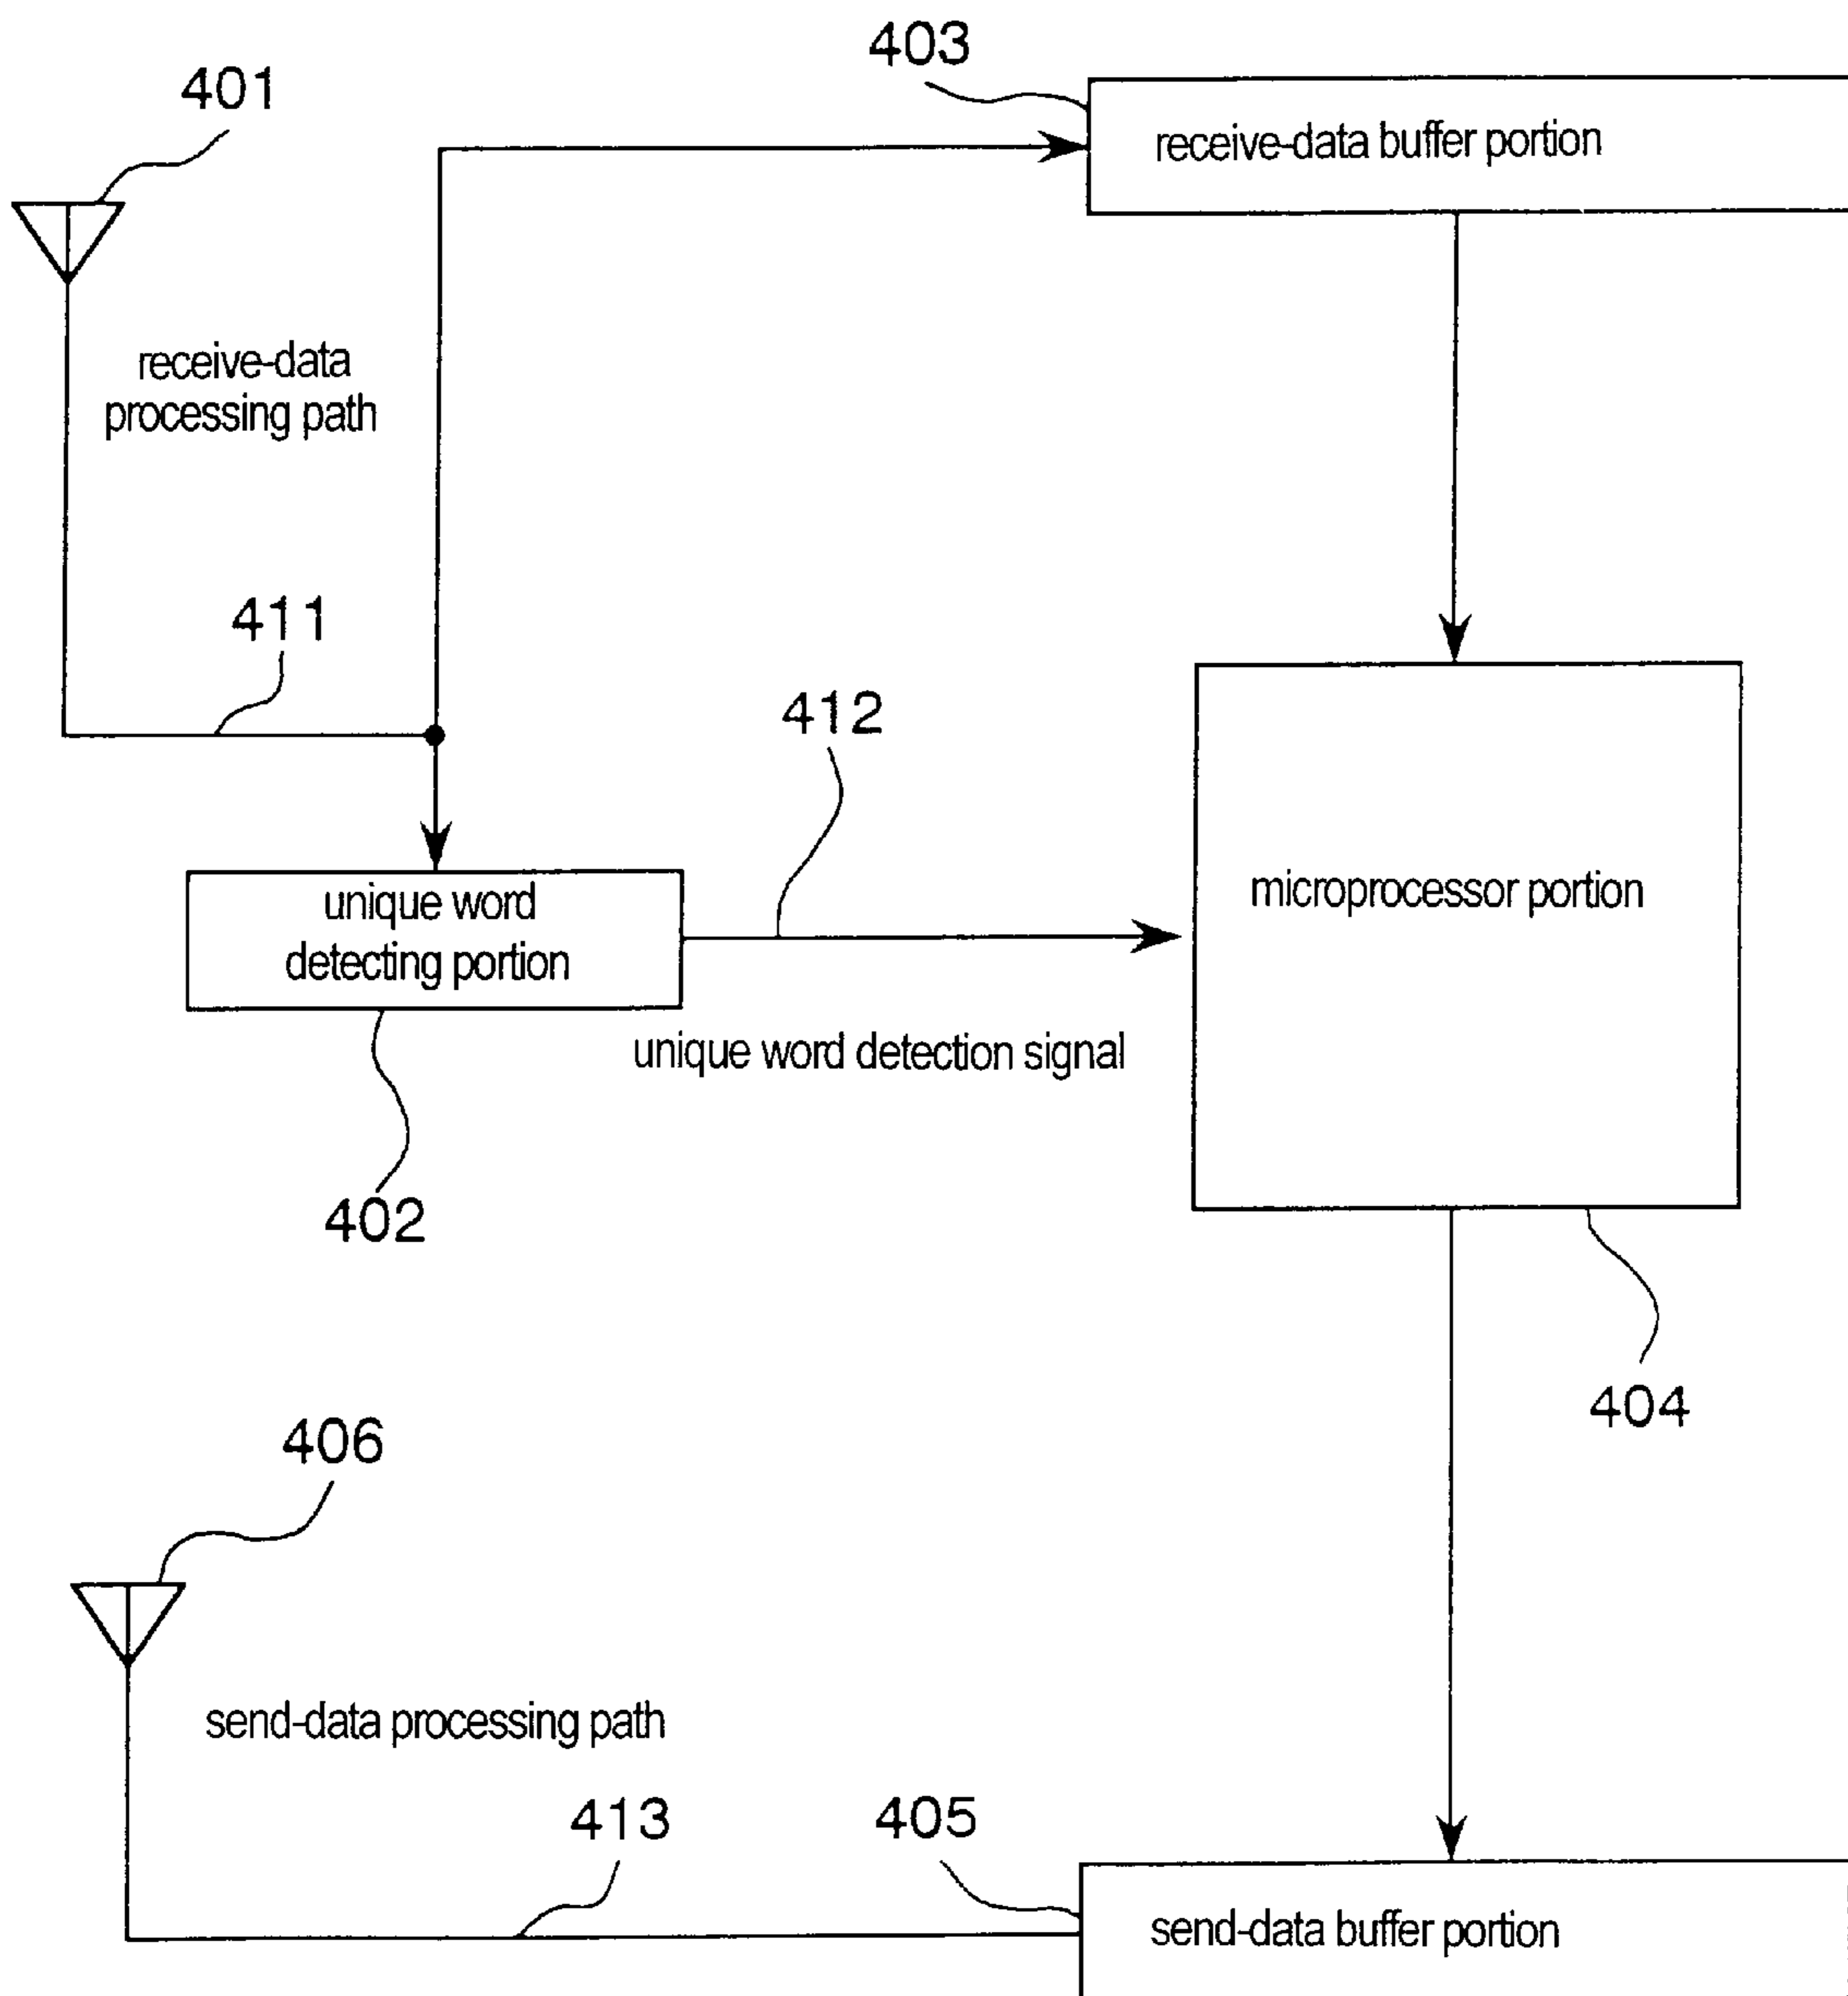 403
401
receive-data buffer portion
receive-data
processing path
411
412
unique word
detecting portion
microprocessor portion
unique word detection signal
402
404
406
send-data processing path
413
405
send-data buffer portion